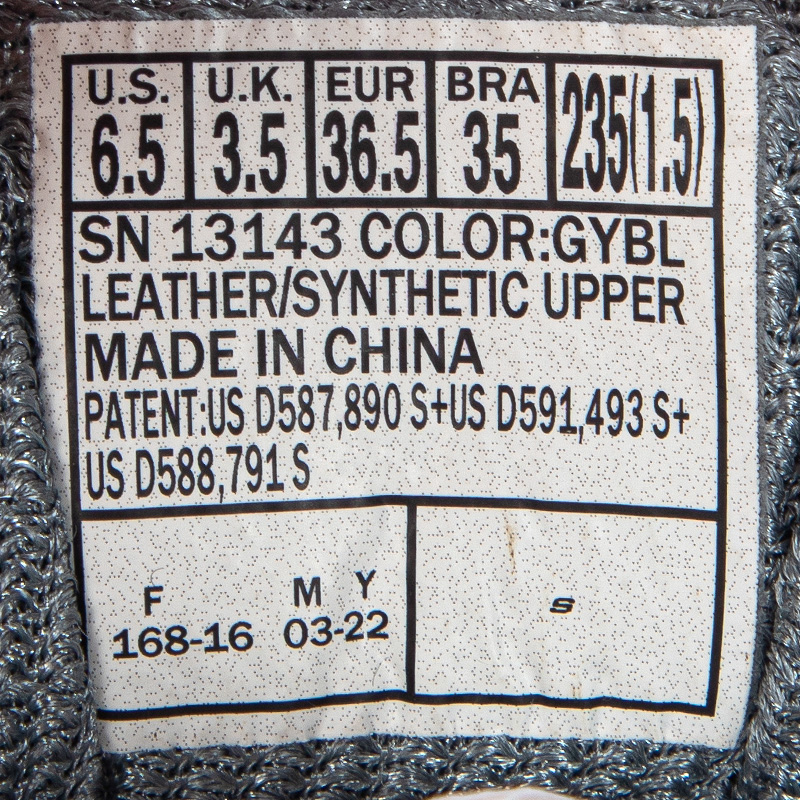 U.S. U.K. EUR BRA
6.5 3.5 36.5 35 235(1.5)
SN 13143 COLOR:GYBL
LEATHER/SYNTHETIC UPPER
MADE IN CHINA
PATENT:US D587,890 S+US D591,493 S+
US D588,791 S
F M Y
168-16 03-22
S